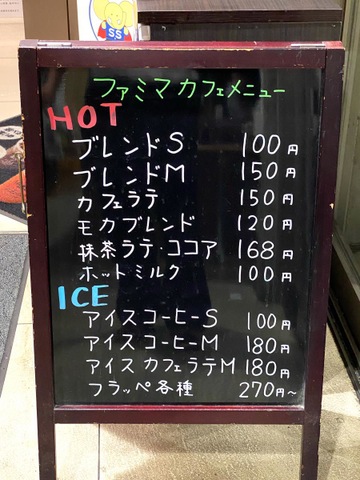 SS
ファミマカフェメニュー
HOT
ブレンドS 100円
ブレンドM 150円
カフェラテ 150円
モカブレンド 120円
抹茶ラテ・ココア 168円
ホットミルク 100円
ICE
アイスコーヒーS 100円
アイスコーヒーM 180円
アイスカフェラテM 180円
フラッペ各種 270円~